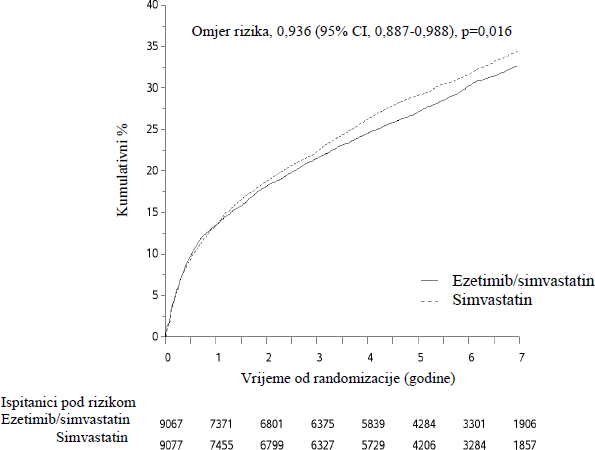 Omjer rizika, 0,936 (95% CI, 0,887-0,988), p=0,016
40
35
30
25
20
15
10
5
0
Kumulativni %
Ezetimib/simvastatin
Simvastatin
0 1 2 3 4 5 6 7
Vrijeme od randomizacije (godine)
Ispitanici pod rizikom
Ezetimib/simvastatin 9067 7371 6801 6375 5839 4284 3301 1906
Simvastatin 9077 7455 6799 6327 5729 4206 3284 1857